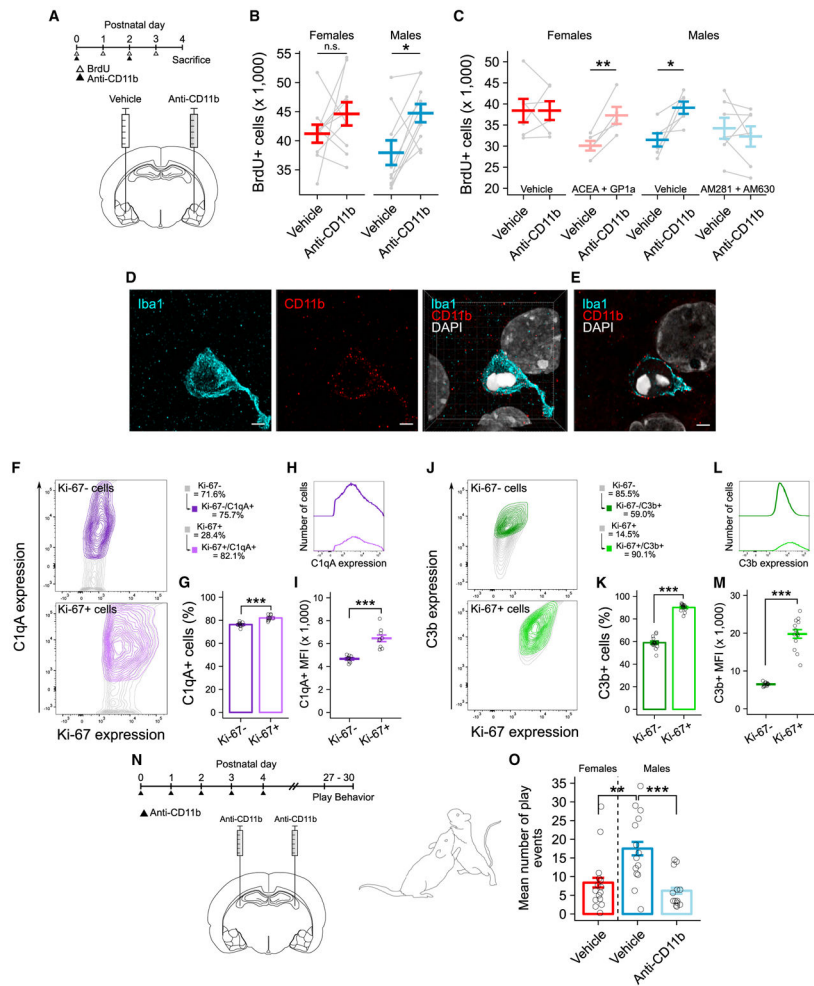 A
Postnatal day
0 1 2 3 4
Sacrifice
△ BrdU
▲ Anti-CD11b
Vehicle
Anti-CD11b
B
Females
Males
n.s.
*
BrdU+ cells (x 1,000)
55
50
45
40
35
Vehicle
Anti-CD11b
Vehicle
Anti-CD11b
C
Females
Males
**
*
BrdU+ cells (x 1,000)
50
45
40
35
30
25
20
Vehicle
ACEA + GP1a
Vehicle
AM281 + AM630
Vehicle
Anti-CD11b
Vehicle
Anti-CD11b
Vehicle
Anti-CD11b
Vehicle
Anti-CD11b
D
Iba1
CD11b
Iba1
CD11b
DAPI
E
Iba1
CD11b
DAPI
F
C1qA expression
Ki-67- cells
Ki-67+ cells
Ki-67 expression
Ki-67-
= 71.6%
Ki-67-/C1qA+
= 75.7%
Ki-67+
= 28.4%
Ki-67+/C1qA+
= 82.1%
G
***
C1qA+ cells (%)
100
80
60
40
20
0
Ki-67-
Ki-67+
H
Number of cells
C1qA expression
I
***
C1qA+ MFI (x 1,000)
10
8
6
4
2
0
Ki-67-
Ki-67+
J
C3b expression
Ki-67- cells
Ki-67+ cells
Ki-67 expression
Ki-67-
= 85.5%
Ki-67-/C3b+
= 59.0%
Ki-67+
= 14.5%
Ki-67+/C3b+
= 90.1%
K
***
C3b+ cells (%)
100
80
60
40
20
0
Ki-67-
Ki-67+
L
Number of cells
C3b expression
M
***
C3b+ MFI (x 1,000)
30
20
10
0
Ki-67-
Ki-67+
N
Postnatal day
0 1 2 3 4 27 - 30
Play Behavior
▲ Anti-CD11b
Anti-CD11b
Anti-CD11b
O
Females
Males
**
***
Mean number of play
events
35
30
25
20
15
10
5
0
Vehicle
Vehicle
Anti-CD11b